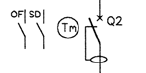 OF SD Tm Q2